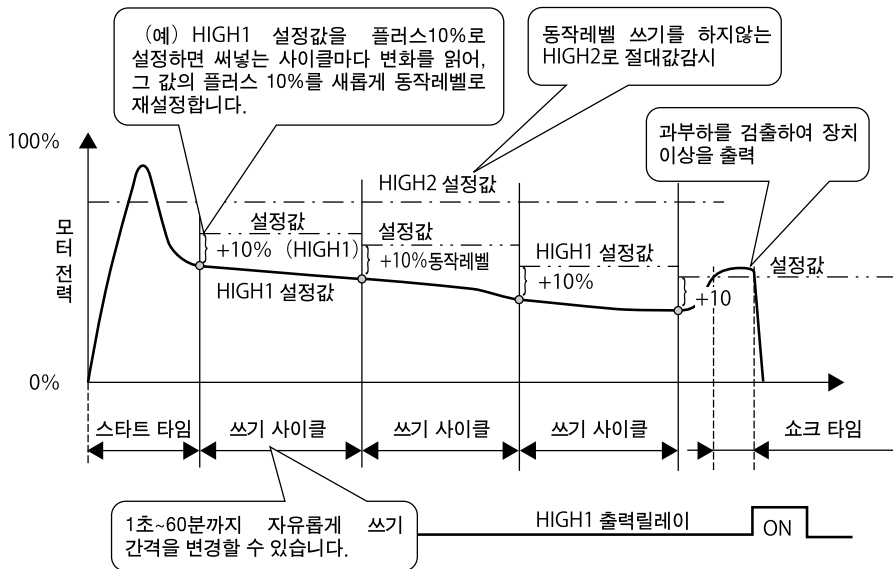 (예) HIGH1 설정값을 플러스10%로
설정하면 써넣는 사이클마다 변화를 읽어,
그 값의 플러스 10%를 새롭게 동작레벨로
재설정합니다.
동작레벨 쓰기를 하지않는
HIGH2로 절대값감시
과부하를 검출하여 장치
이상을 출력
100%
HIGH2 설정값
모터 전력
설정값
+10% (HIGH1)
HIGH1 설정값
설정값
+10%동작레벨
HIGH1 설정값
+10%
설정값
+10
0%
스타트 타임
쓰기 사이클
쓰기 사이클
쓰기 사이클
쇼크 타임
1초~60분까지 자유롭게 쓰기
간격을 변경할 수 있습니다.
HIGH1 출력릴레이
ON